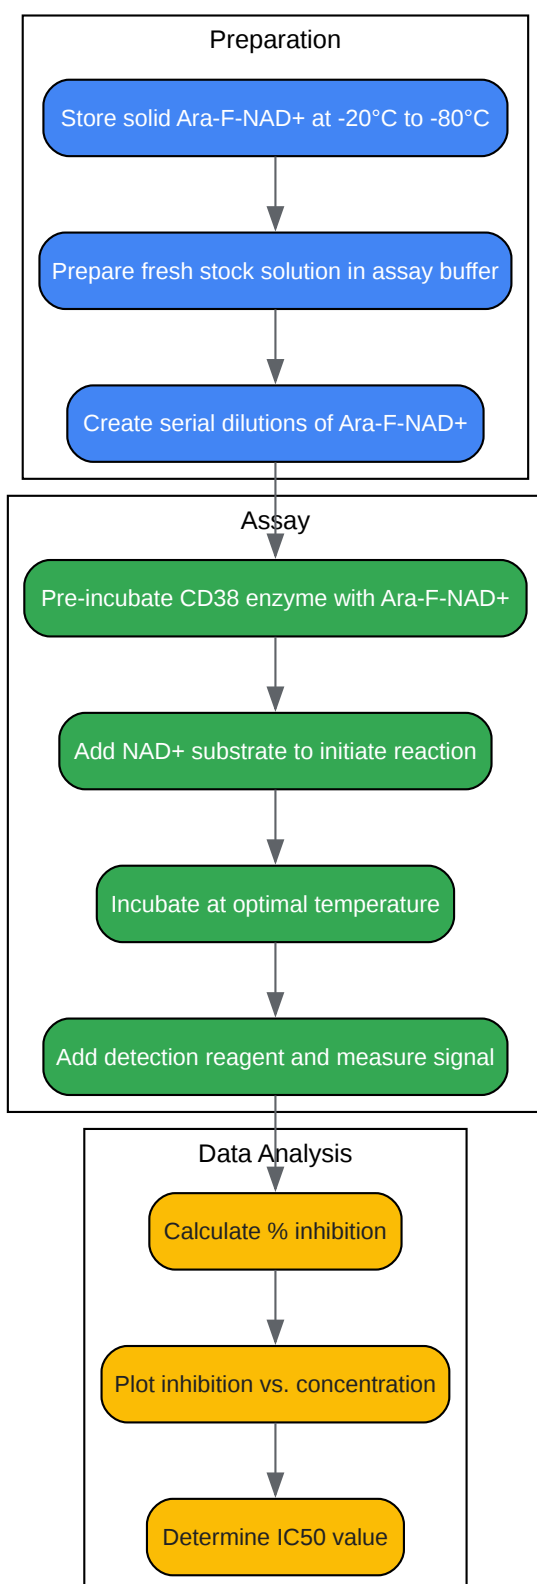 Preparation
Store solid Ara-F-NAD+ at -20°C to -80°C
Prepare fresh stock solution in assay buffer
Create serial dilutions of Ara-F-NAD+
Assay
Pre-incubate CD38 enzyme with Ara-F-NAD+
Add NAD+ substrate to initiate reaction
Incubate at optimal temperature
Add detection reagent and measure signal
Data Analysis
Calculate % inhibition
Plot inhibition vs. concentration
Determine IC50 value